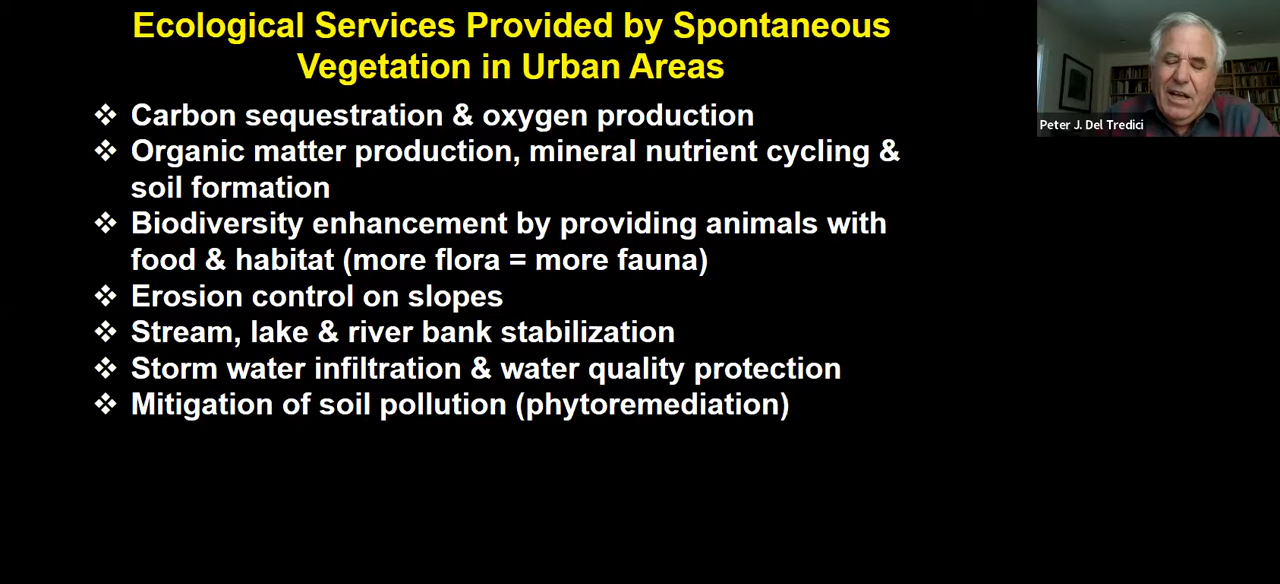 Ecological Services Provided by Spontaneous
Vegetation in Urban Areas
❖ Carbon sequestration & oxygen production
❖ Organic matter production, mineral nutrient cycling &
soil formation
❖ Biodiversity enhancement by providing animals with
food & habitat (more flora = more fauna)
❖ Erosion control on slopes
❖ Stream, lake & river bank stabilization
❖ Storm water infiltration & water quality protection
❖ Mitigation of soil pollution (phytoremediation)
Peter J. Del Tredici